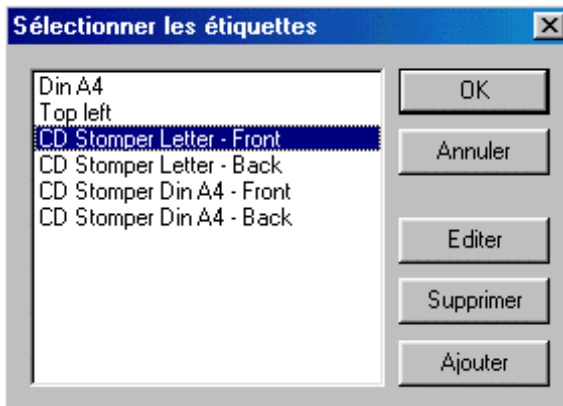 Sélectionner les étiquettes
Din A4
Top left
CD Stomper Letter - Front
CD Stomper Letter - Back
CD Stomper Din A4 - Front
CD Stomper Din A4 - Back
OK
Annuler
Editer
Supprimer
Ajouter